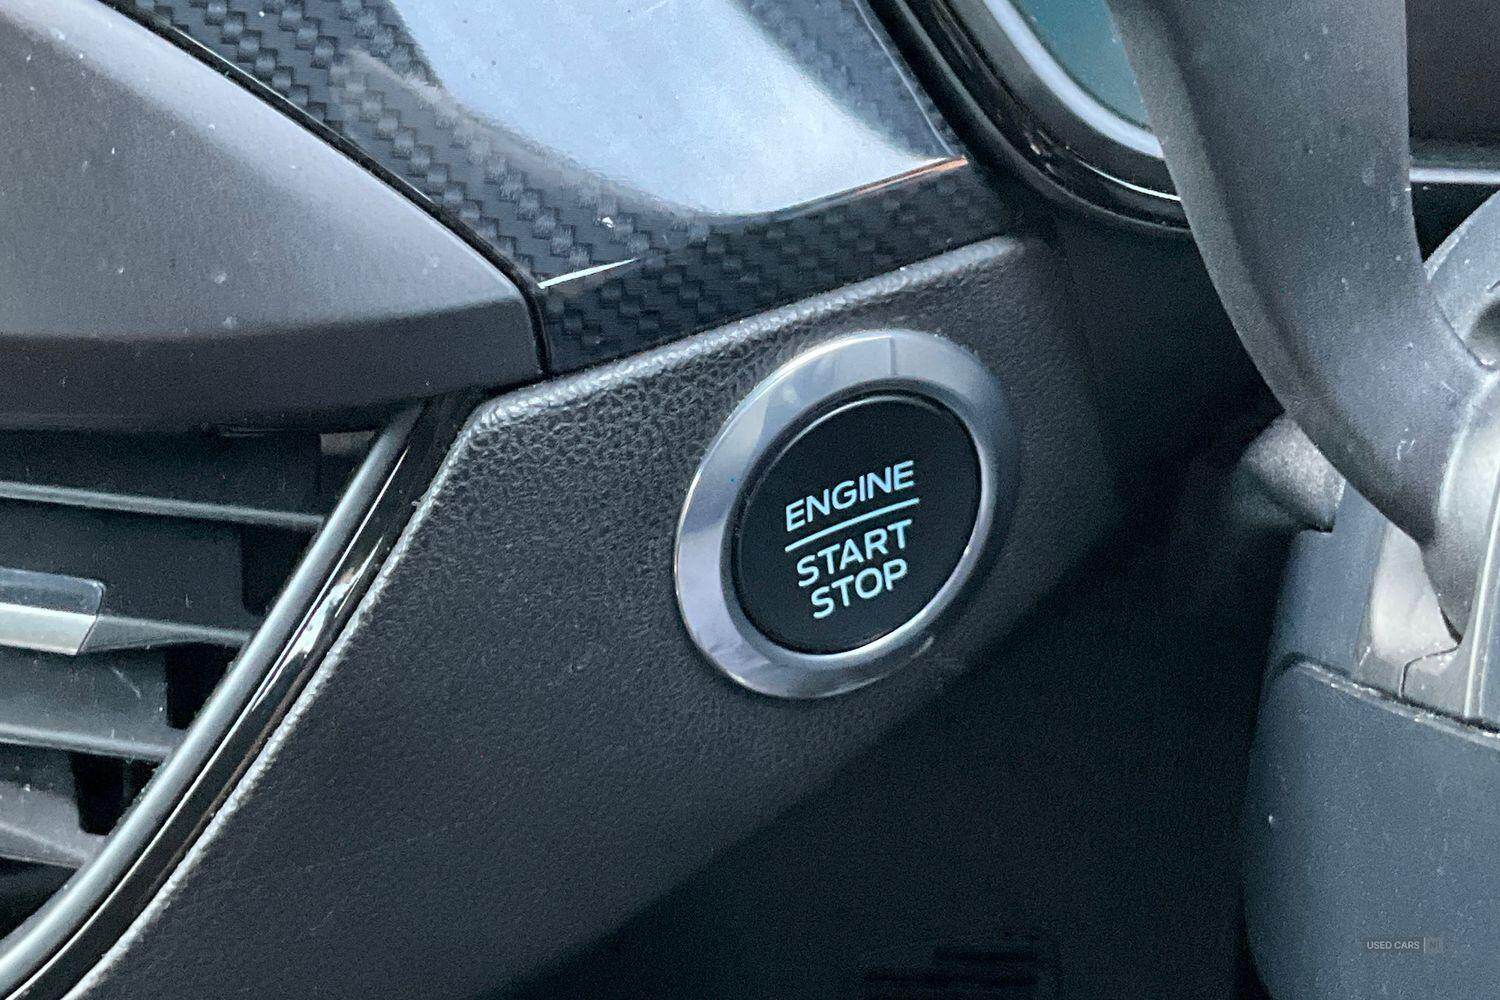 ENGINE
START
STOP
USED CARS NI